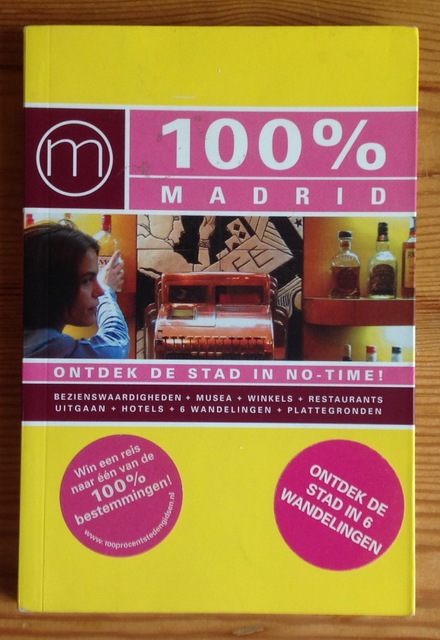 m
100%
MADRID
FE
ONTDEK DE STAD IN NO-TIME!
BEZIENSWAARDIGHEDEN + MUSEA + WINKELS + RESTAURANTS
UITGAAN + HOTELS + 6 WANDELINGEN + PLATTEGRONDEN
Win een reis
naar één van de
100%
bestemmingen!
www.100procentstedengidsen.nl
ONTDEK DE
STAD IN 6
WANDELINGEN